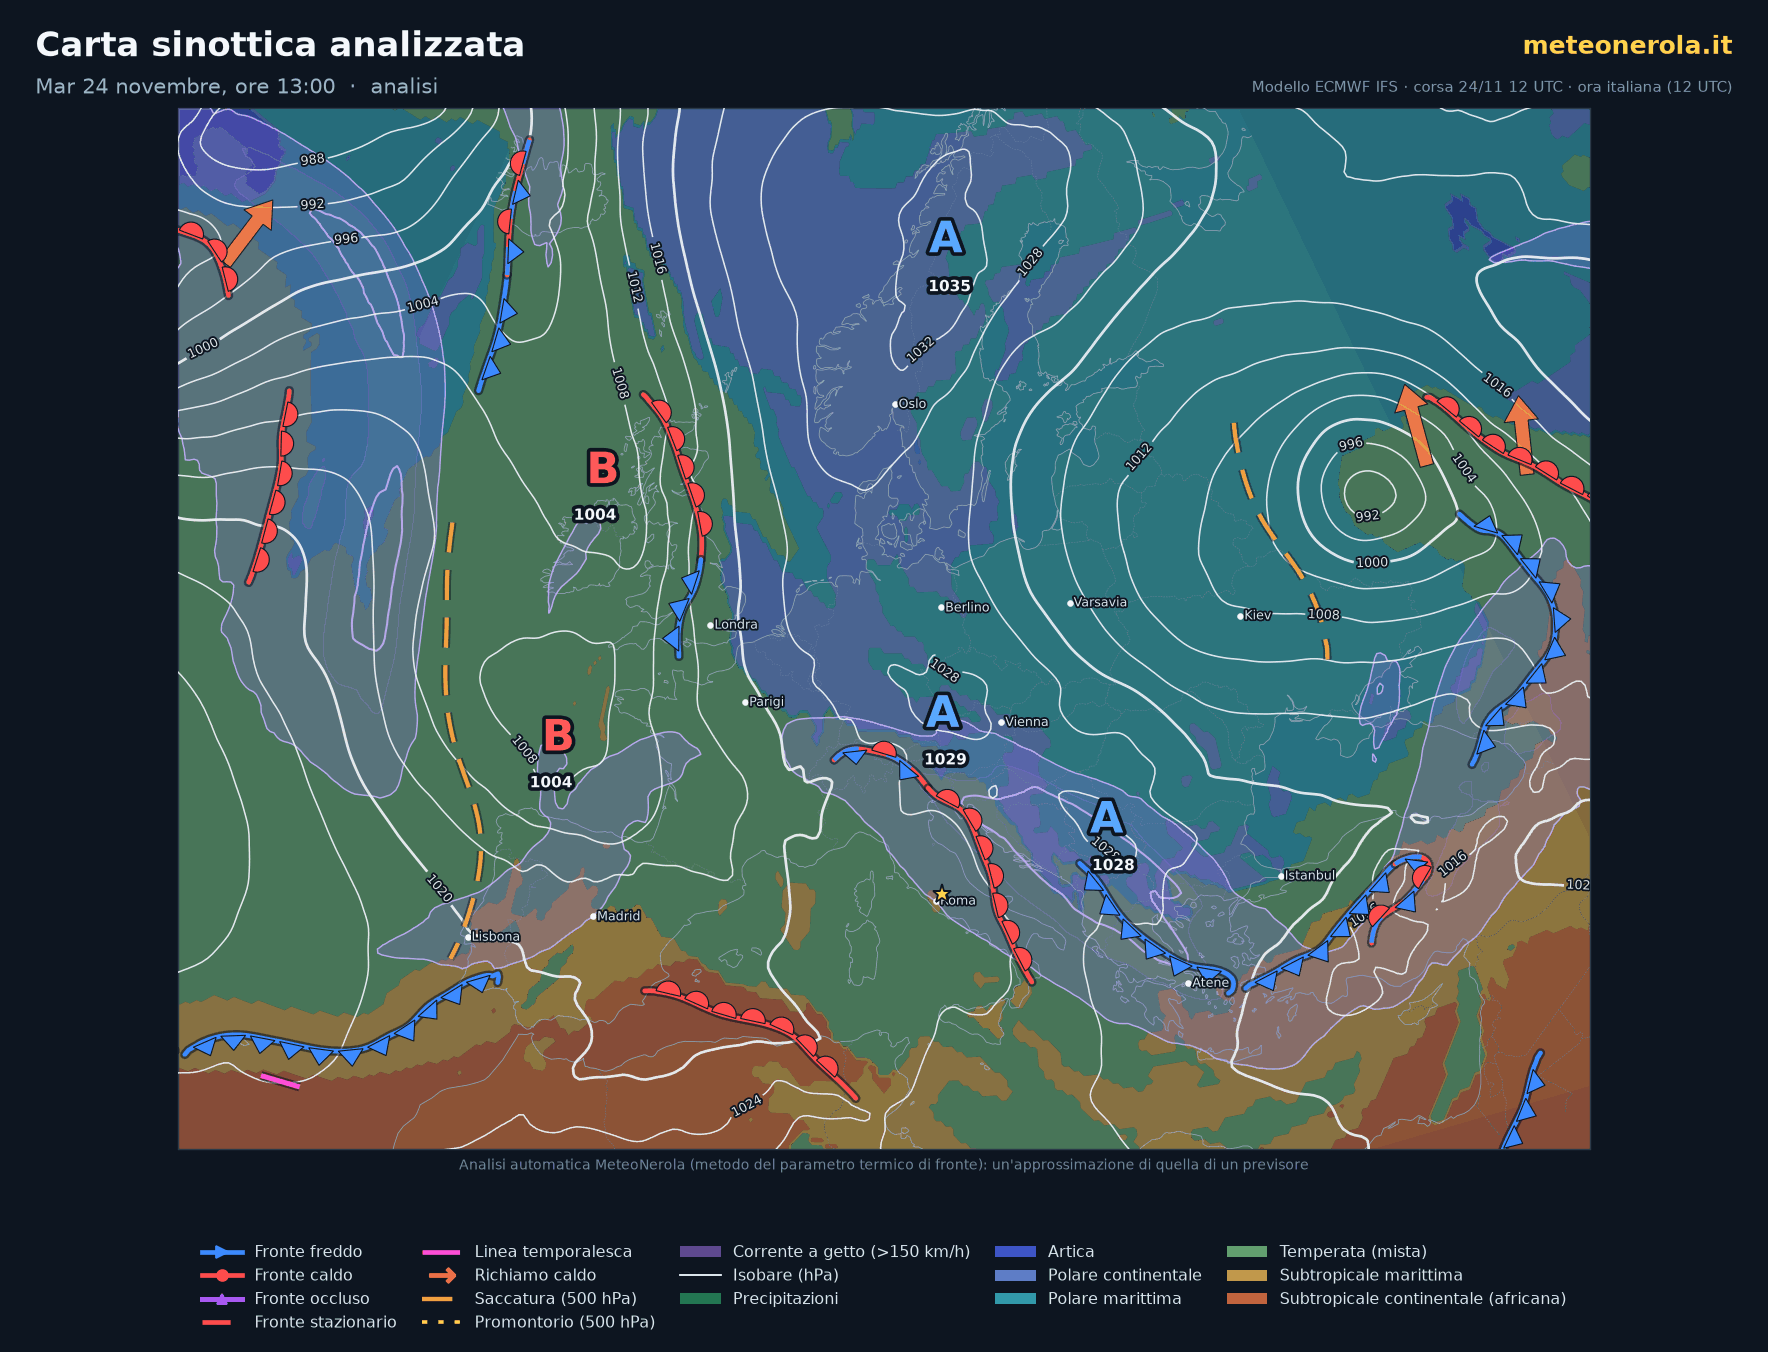 Carta sinottica analizzata
meteonerola.it
Mar 24 novembre, ore 13:00 · analisi
Modello ECMWF IFS · corsa 24/11 12 UTC · ora italiana (12 UTC)
988
992
996
1016
1012
A
1035
1028
1004
1000
1032
1008
1016
Oslo
996
1004
1012
B
1004
992
1000
Berlino
Varsavia
Kiev
1008
Londra
1028
Parigi
A
Vienna
1029
B
1008
1004
A
1028
1028
1016
1020
Istanbul
102
Roma
Madrid
Lisbona
Atene
1024
Analisi automatica MeteoNerola (metodo del parametro termico di fronte): un'approssimazione di quella di un previsore
Fronte freddo
Fronte caldo
Fronte occluso
Fronte stazionario
Linea temporalesca
Richiamo caldo
Saccatura (500 hPa)
Promontorio (500 hPa)
Corrente a getto (>150 km/h)
Isobare (hPa)
Precipitazioni
Artica
Polare continentale
Polare marittima
Temperata (mista)
Subtropicale marittima
Subtropicale continentale (africana)